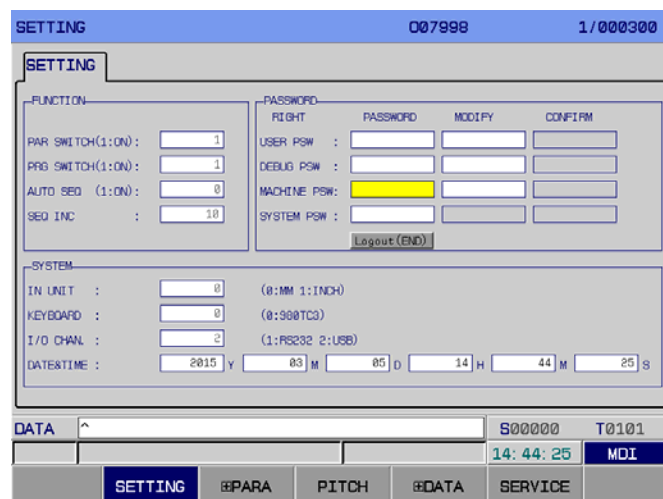 SETTING O07998 1/000300
SETTING
FUNCTION
PAR SWITCH(1:ON): 1
PRG SWITCH(1:ON): 1
AUTO SEQ (1:ON): 0
SEQ INC : 10
PASSWORD
RIGHT PASSWORD MODIFY CONFIRM
USER PSW :
DEBUG PSW :
MACHINE PSW:
SYSTEM PSW :
Logout(END)
SYSTEM
IN UNIT : 0 (0:MM 1:INCH)
KEYBOARD : 0 (0:980TC3)
I/O CHAN. : 2 (1:RS232 2:USB)
DATE&TIME : 2015 Y 03 M 05 D 14 H 44 M 25 S
DATA ^ S00000 T0101
14:44:25 MDI
SETTING ⊞PARA PITCH ⊞DATA SERVICE